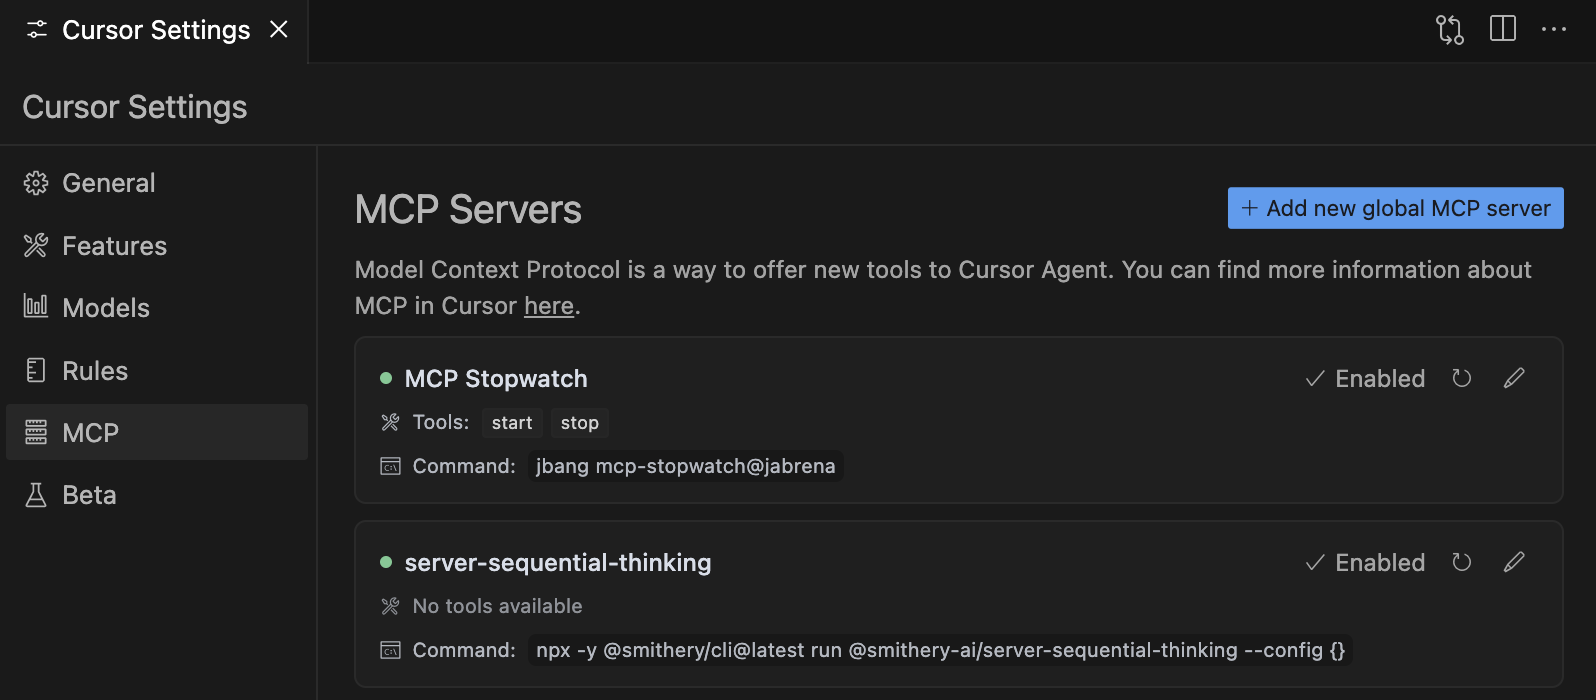 Cursor Settings
Cursor Settings
General
Features
Models
Rules
MCP
Beta
MCP Servers
+ Add new global MCP server
Model Context Protocol is a way to offer new tools to Cursor Agent. You can find more information about
MCP in Cursor here.
MCP Stopwatch
Enabled
Tools: start stop
Command: jbang mcp-stopwatch@jabrena
server-sequential-thinking
Enabled
No tools available
Command: npx -y @smithery/cli@latest run @smithery-ai/server-sequential-thinking --config {}